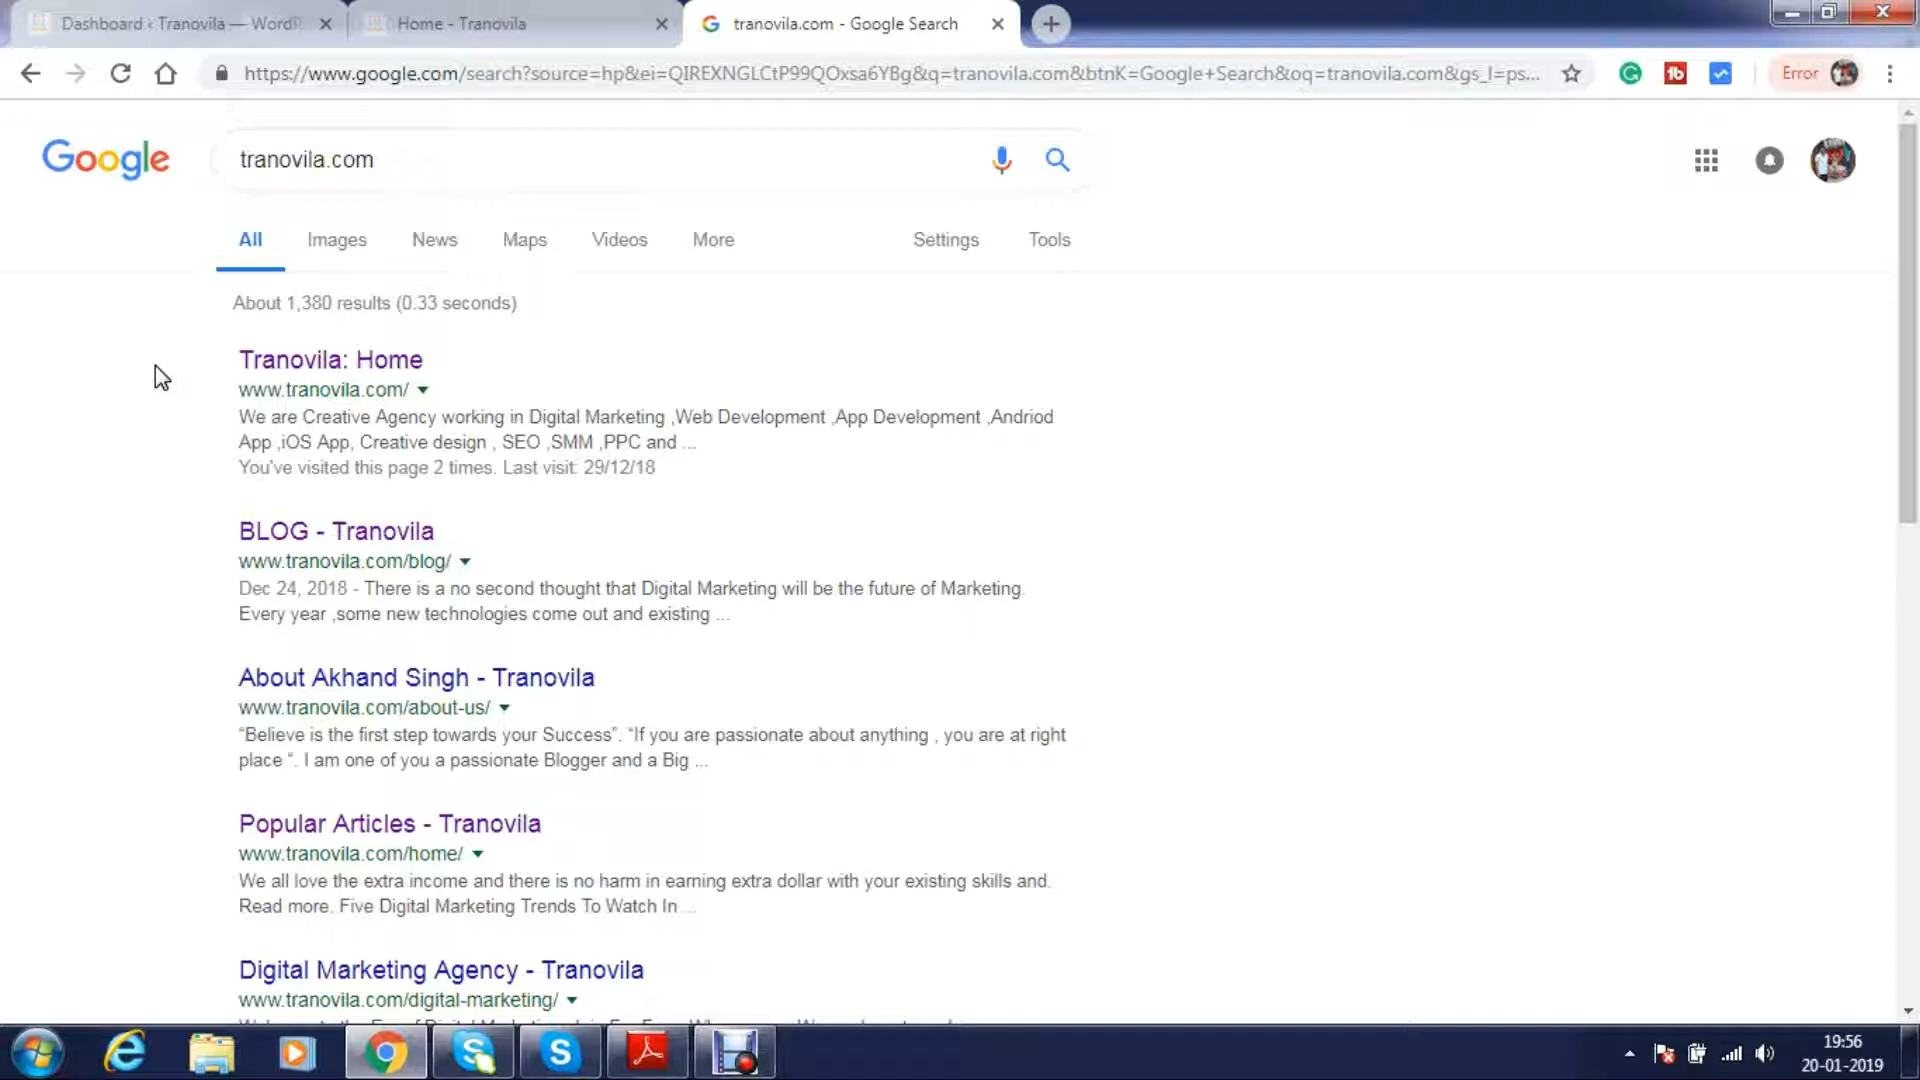 Dashboard ‹ Tranovila — WordP
Home - Tranovila
tranovila.com - Google Search
https://www.google.com/search?source=hp&ei=QIREXNGLCtP99QOxsa6YBg&q=tranovila.com&btnK=Google+Search&oq=tranovila.com&gs_l=ps...
Error
Google
tranovila.com
All
Images
News
Maps
Videos
More
Settings
Tools
About 1,380 results (0.33 seconds)
Tranovila: Home
www.tranovila.com/
We are Creative Agency working in Digital Marketing ,Web Development ,App Development ,Andriod
App ,iOS App, Creative design , SEO ,SMM ,PPC and ...
You've visited this page 2 times. Last visit: 29/12/18
BLOG - Tranovila
www.tranovila.com/blog/
Dec 24, 2018 - There is a no second thought that Digital Marketing will be the future of Marketing.
Every year ,some new technologies come out and existing ...
About Akhand Singh - Tranovila
www.tranovila.com/about-us/
“Believe is the first step towards your Success”. “If you are passionate about anything , you are at right
place “. I am one of you a passionate Blogger and a Big ...
Popular Articles - Tranovila
www.tranovila.com/home/
We all love the extra income and there is no harm in earning extra dollar with your existing skills and.
Read more. Five Digital Marketing Trends To Watch In ...
Digital Marketing Agency - Tranovila
www.tranovila.com/digital-marketing/
19:56
20-01-2019